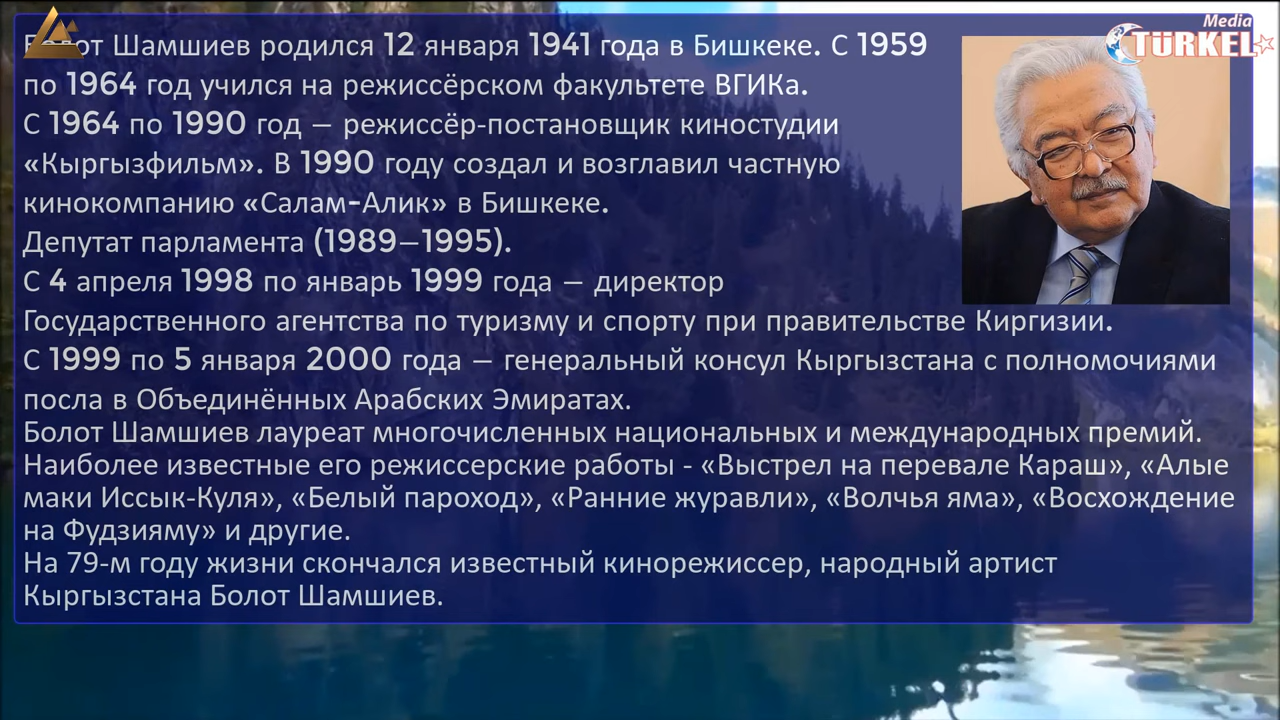 Болот Шамшиев родился 12 января 1941 года в Бишкеке. С 1959
по 1964 год учился на режиссёрском факультете ВГИКа.
С 1964 по 1990 год – режиссёр-постановщик киностудии
«Кыргызфильм». В 1990 году создал и возглавил частную
кинокомпанию «Салам-Алик» в Бишкеке.
Депутат парламента (1989–1995).
С 4 апреля 1998 по январь 1999 года – директор
Государственного агентства по туризму и спорту при правительстве Киргизии.
С 1999 по 5 января 2000 года – генеральный консул Кыргызстана с полномочиями
посла в Объединённых Арабских Эмиратах.
Болот Шамшиев лауреат многочисленных национальных и международных премий.
Наиболее известные его режиссерские работы - «Выстрел на перевале Караш», «Алые
маки Иссык-Куля», «Белый пароход», «Ранние журавли», «Волчья яма», «Восхождение
на Фудзияму» и другие.
На 79-м году жизни скончался известный кинорежиссер, народный артист
Кыргызстана Болот Шамшиев.
Media
TÜRKEL